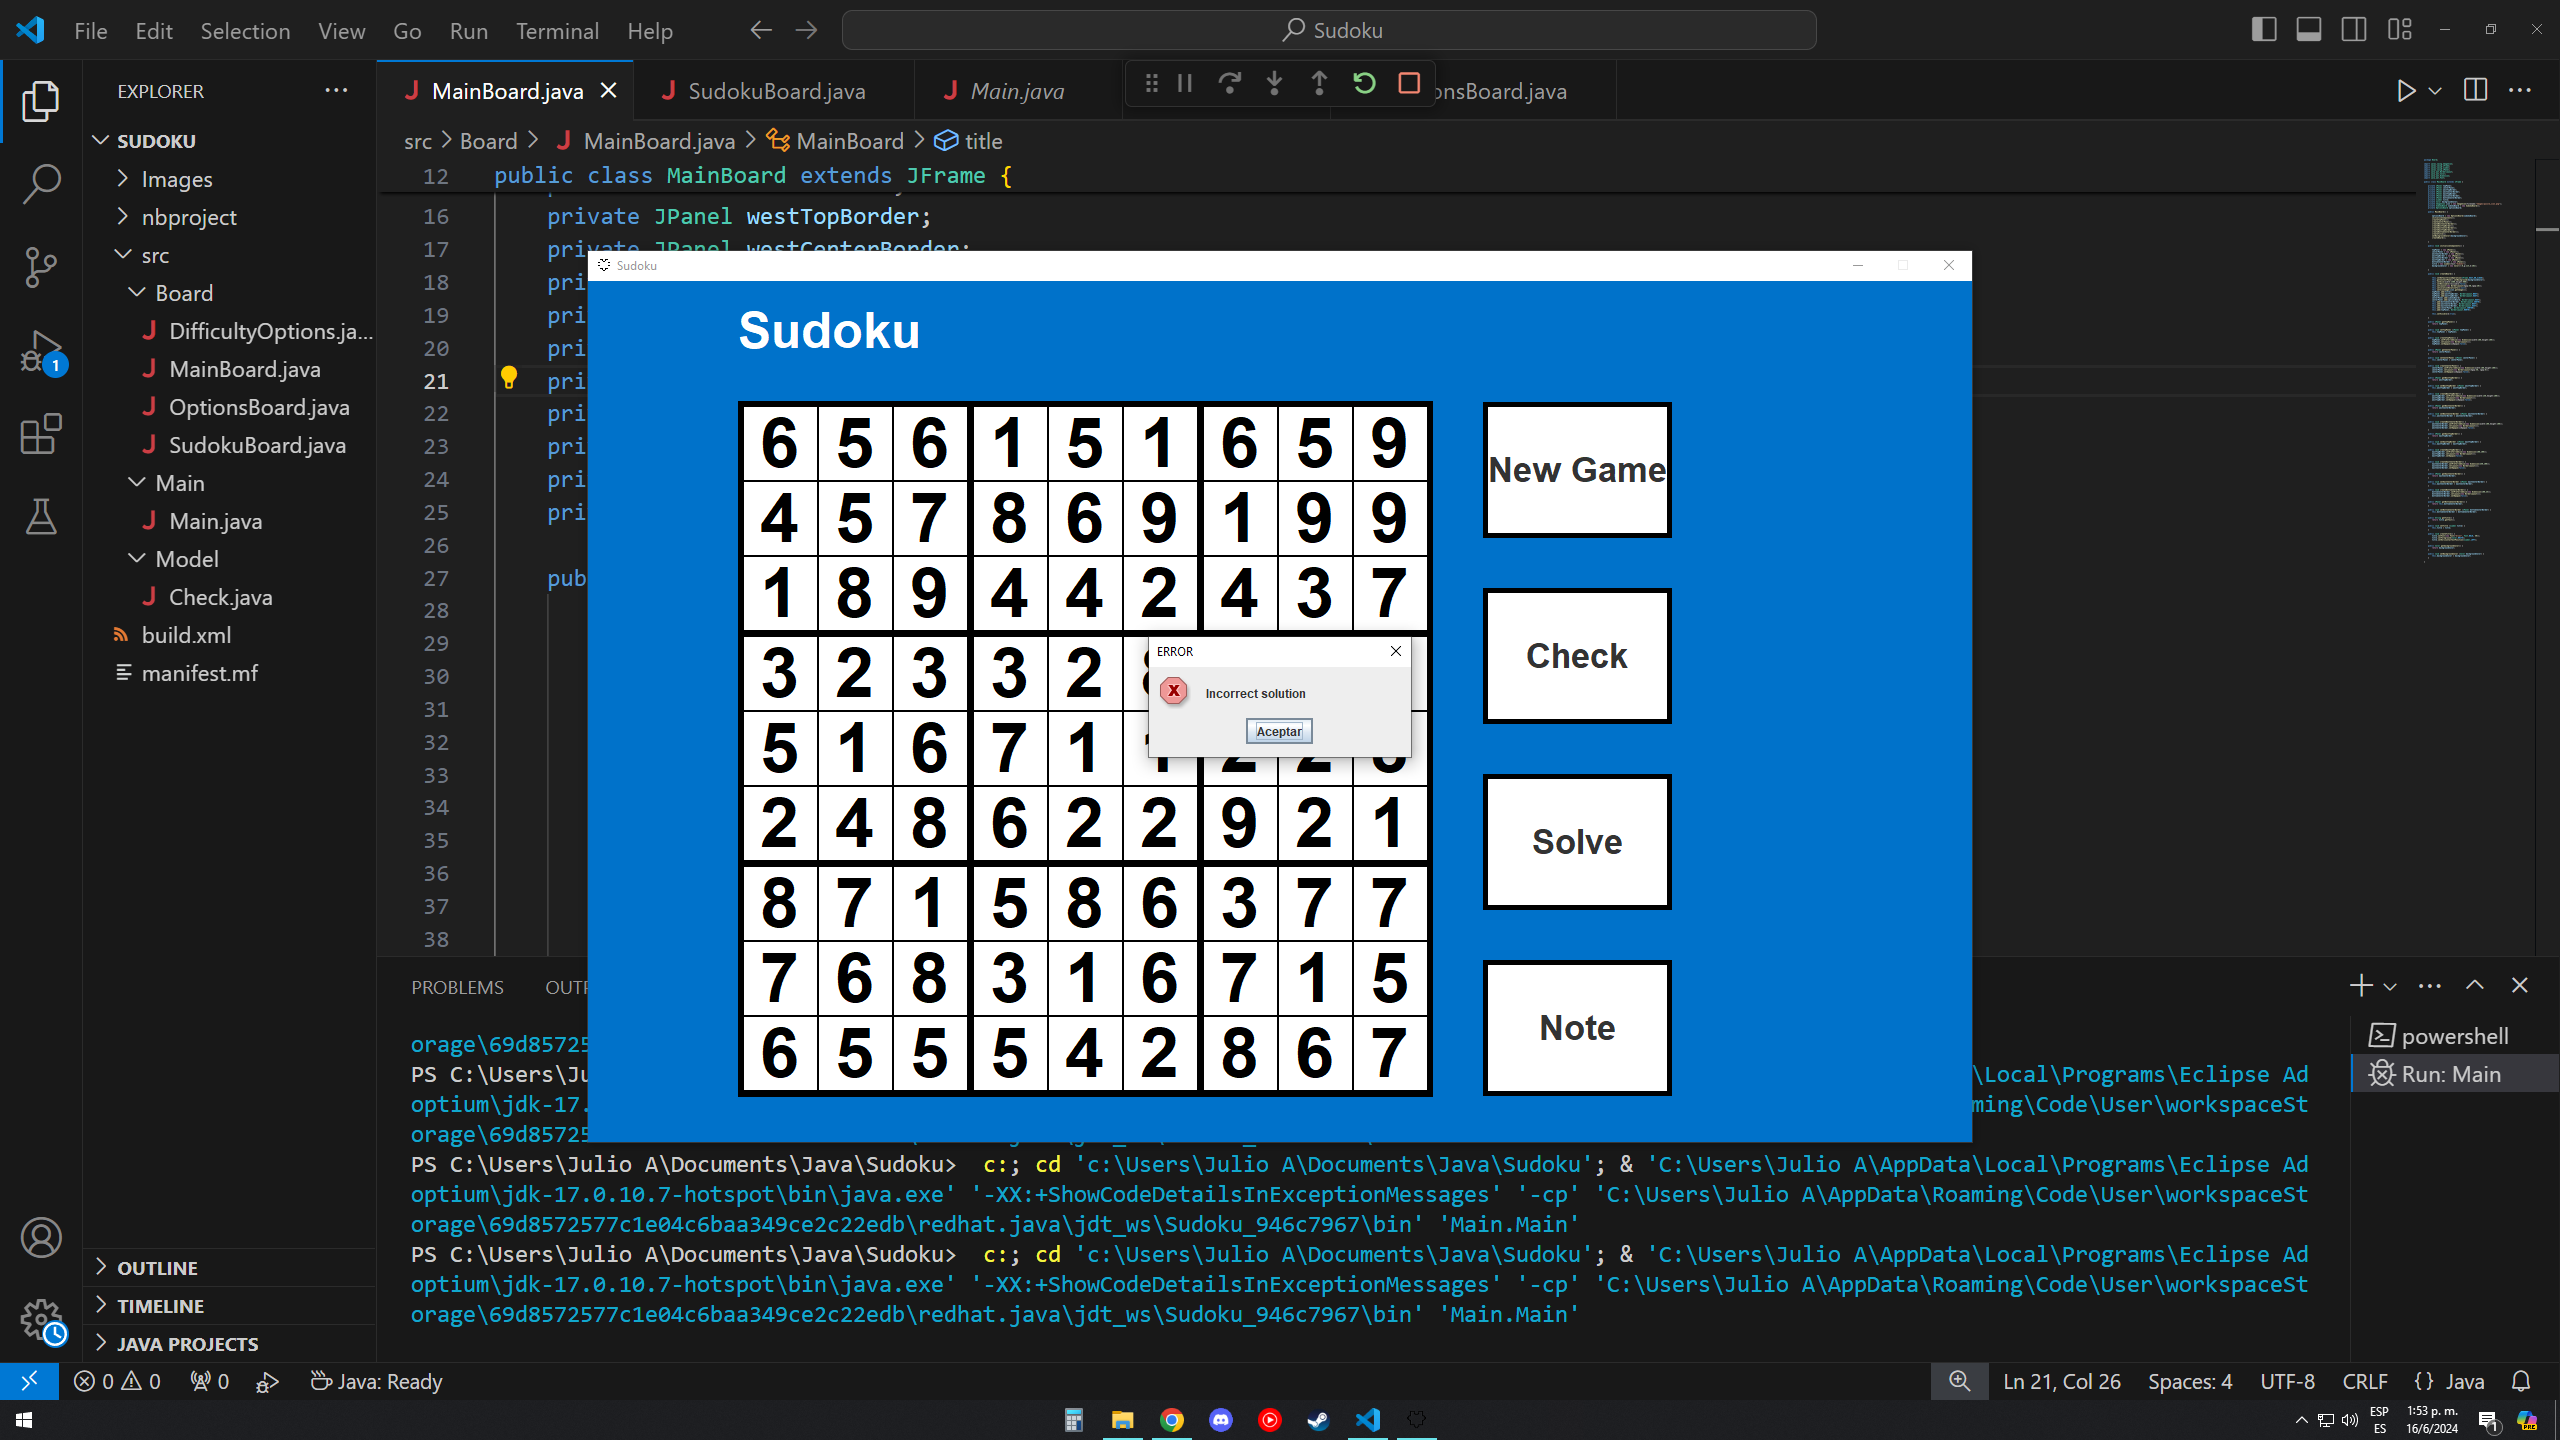 File Edit Selection View Go Run Terminal Help
Sudoku
EXPLORER
SUDOKU
Images
nbproject
src
Board
DifficultyOptions.ja...
MainBoard.java
OptionsBoard.java
SudokuBoard.java
Main
Main.java
Model
Check.java
build.xml
manifest.mf
OUTLINE
TIMELINE
JAVA PROJECTS
MainBoard.java SudokuBoard.java Main.java onsBoard.java
src > Board > MainBoard.java > MainBoard > title
12 public class MainBoard extends JFrame {
16 private JPanel westTopBorder;
17 private JPanel westCenterBorder;
18 pri
19 pri
20 pri
21 pri
22 pri
23 pri
24 pri
25 pri
26
27 pub
28
29
30
31
32
33
34
35
36
37
38
Sudoku
Sudoku
6 5 6 1 5 1 6 5 9
4 5 7 8 6 9 1 9 9
1 8 9 4 4 2 4 3 7
3 2 3 3 2
5 1 6 7 1
2 4 8 6 2 2 9 2 1
8 7 1 5 8 6 3 7 7
7 6 8 3 1 6 7 1 5
6 5 5 5 4 2 8 6 7
New Game
Check
Solve
Note
ERROR
Incorrect solution
Aceptar
PROBLEMS OUTP
orage\69d85725
PS C:\Users\Ju \Local\Programs\Eclipse Ad
optium\jdk-17. ming\Code\User\workspaceSt
orage\69d85725
PS C:\Users\Julio A\Documents\Java\Sudoku> c:; cd 'c:\Users\Julio A\Documents\Java\Sudoku'; & 'C:\Users\Julio A\AppData\Local\Programs\Eclipse Ad
optium\jdk-17.0.10.7-hotspot\bin\java.exe' '-XX:+ShowCodeDetailsInExceptionMessages' '-cp' 'C:\Users\Julio A\AppData\Roaming\Code\User\workspaceSt
orage\69d8572577c1e04c6baa349ce2c22edb\redhat.java\jdt_ws\Sudoku_946c7967\bin' 'Main.Main'
PS C:\Users\Julio A\Documents\Java\Sudoku> c:; cd 'c:\Users\Julio A\Documents\Java\Sudoku'; & 'C:\Users\Julio A\AppData\Local\Programs\Eclipse Ad
optium\jdk-17.0.10.7-hotspot\bin\java.exe' '-XX:+ShowCodeDetailsInExceptionMessages' '-cp' 'C:\Users\Julio A\AppData\Roaming\Code\User\workspaceSt
orage\69d8572577c1e04c6baa349ce2c22edb\redhat.java\jdt_ws\Sudoku_946c7967\bin' 'Main.Main'
powershell
Run: Main
1
0 0 0 Java: Ready
Ln 21, Col 26 Spaces: 4 UTF-8 CRLF {} Java
ESP
ES
1:53 p. m.
16/6/2024
1
PRE